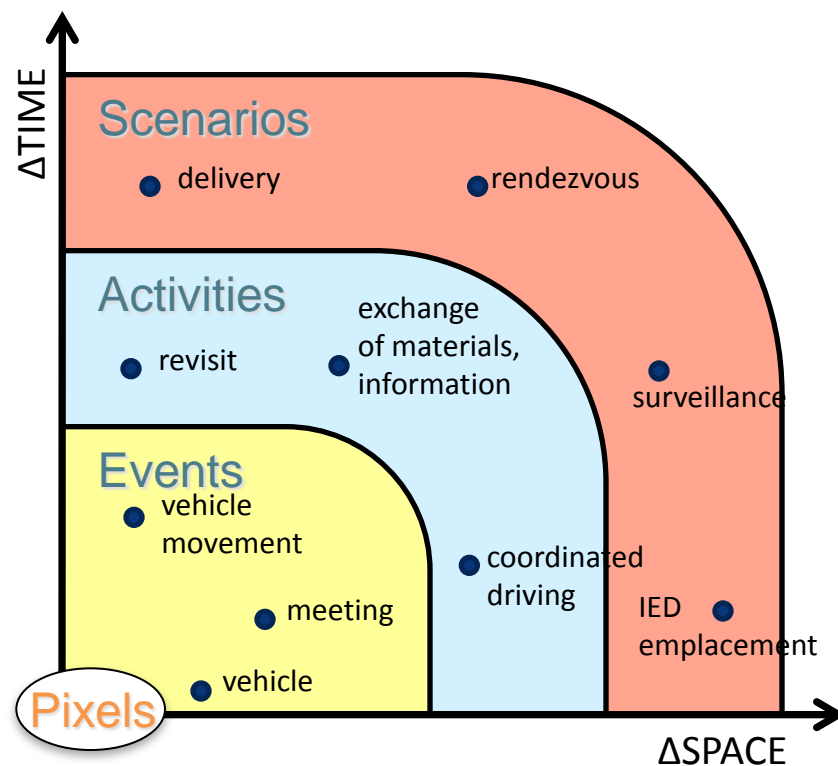 ΔTIME
Scenarios
delivery
rendezvous
Activities
exchange
of materials,
information
revisit
surveillance
Events
vehicle
movement
coordinated
driving
meeting
IED
emplacement
vehicle
Pixels
ΔSPACE